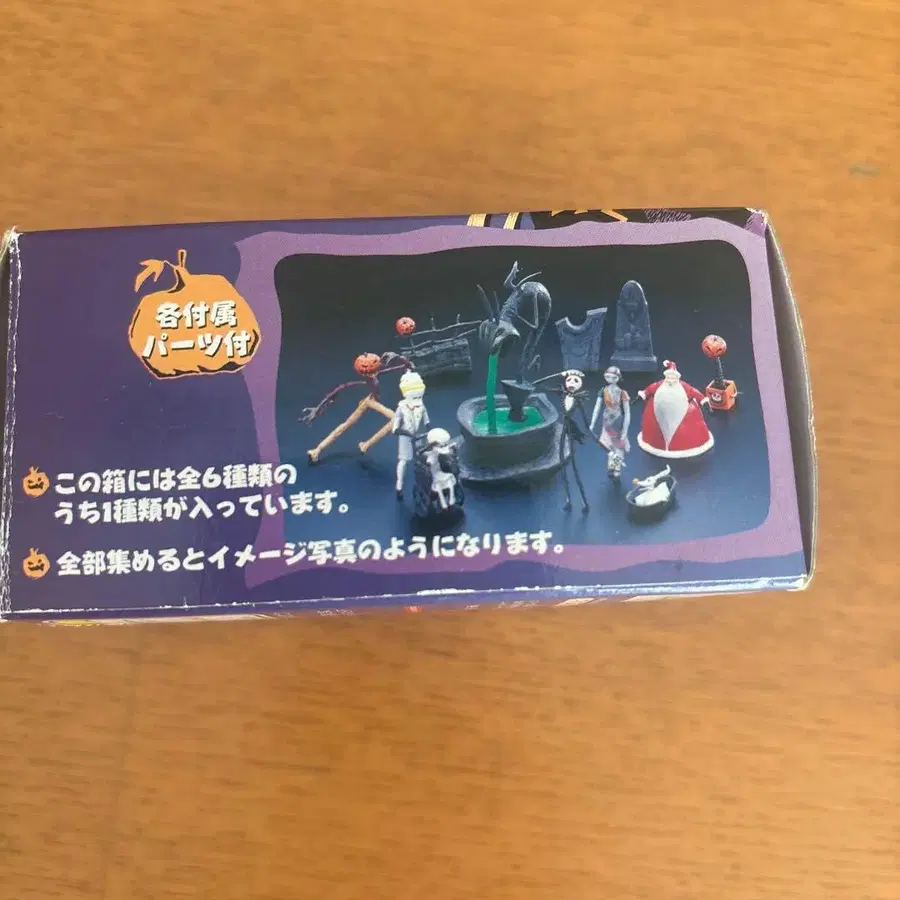 各付属
パーツ付
この箱には全6種類の
うち1種類が入っています。
全部集めるとイメージ写真のようになります。